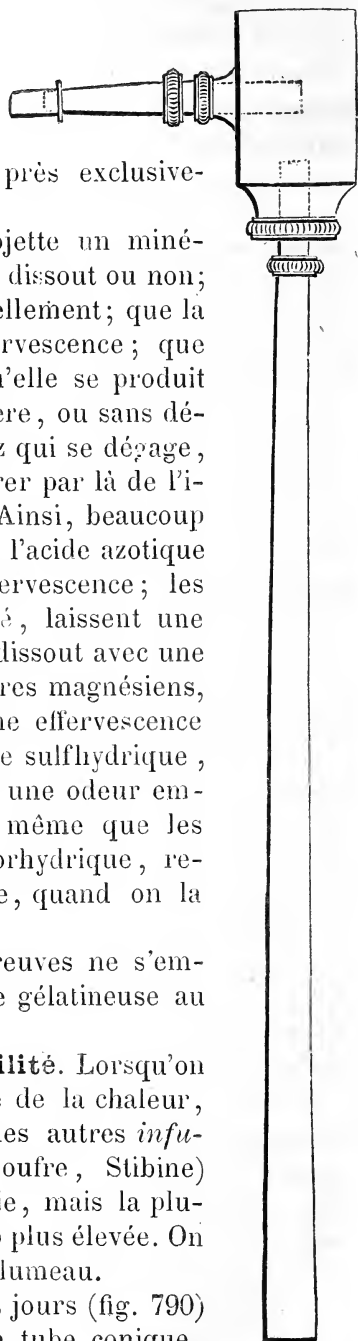 près exclusive-
ojette un miné-
dissout ou non;
ellement; que la
rvescence; que
u'elle se produit
ère, ou sans dé-
z qui se dégage,
rer par là de l'i-
Ainsi, beaucoup
l'acide azotique
ervescence; les
é, laissent une
dissout avec une
res magnésiens,
ne effervescence
e sulfhydrique,
une odeur em-
même que les
orhydrique, re-
e, quand on la
reuves ne s'em-
e gélatineuse au
ilité. Lorsqu'on
e de la chaleur,
les autres infu-
oufre, Stibine)
ie, mais la plu-
p plus élevée. On
lumeau.
s jours (fig. 790)
e tube conique